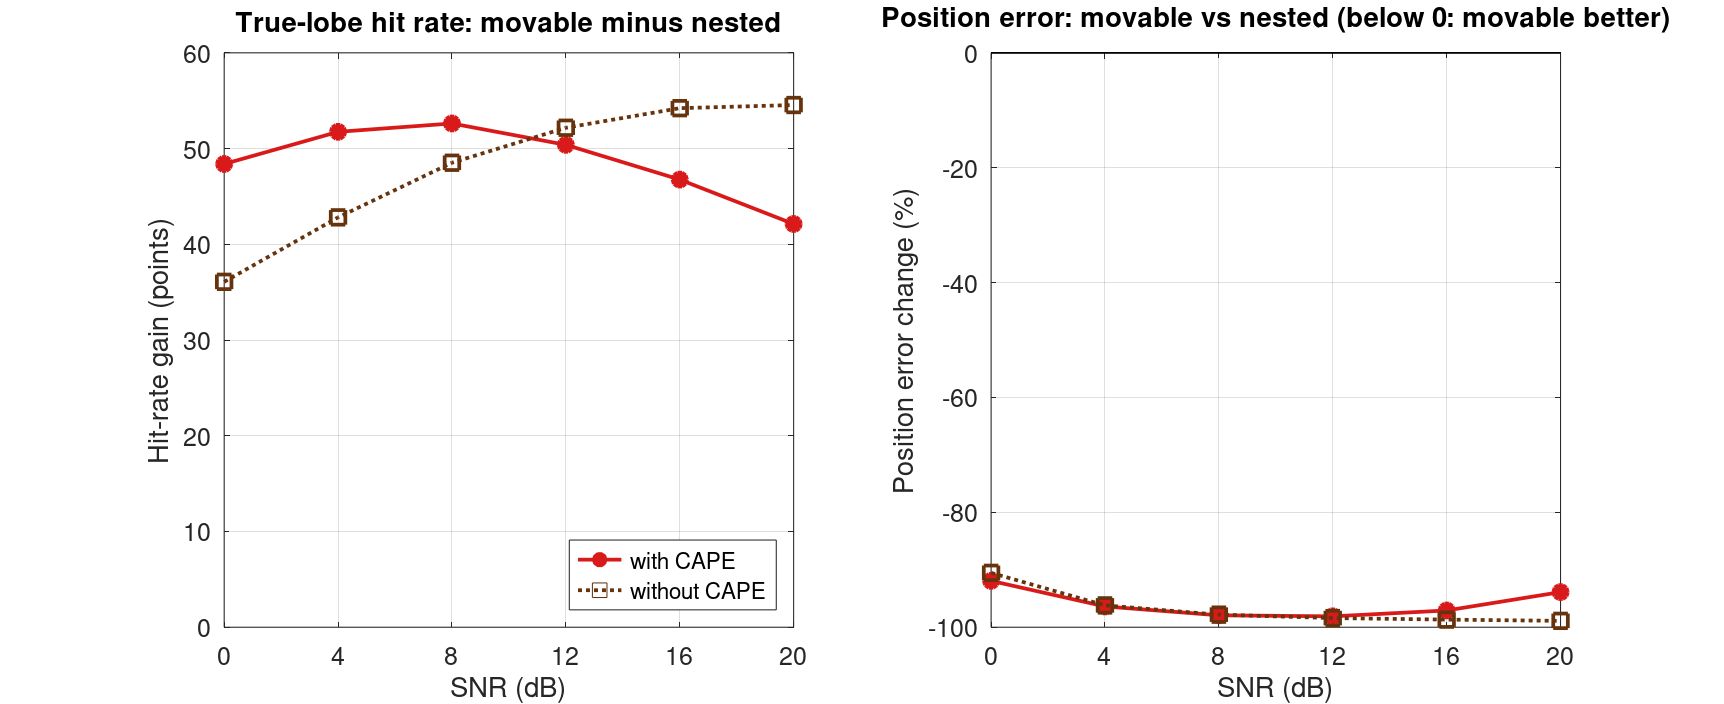 True-lobe hit rate: movable minus nested
60
50
40
30
20
10
0
Hit-rate gain (points)
with CAPE
without CAPE
0 4 8 12 16 20
SNR (dB)
Position error: movable vs nested (below 0: movable better)
0
-20
-40
-60
-80
-100
Position error change (%)
0 4 8 12 16 20
SNR (dB)